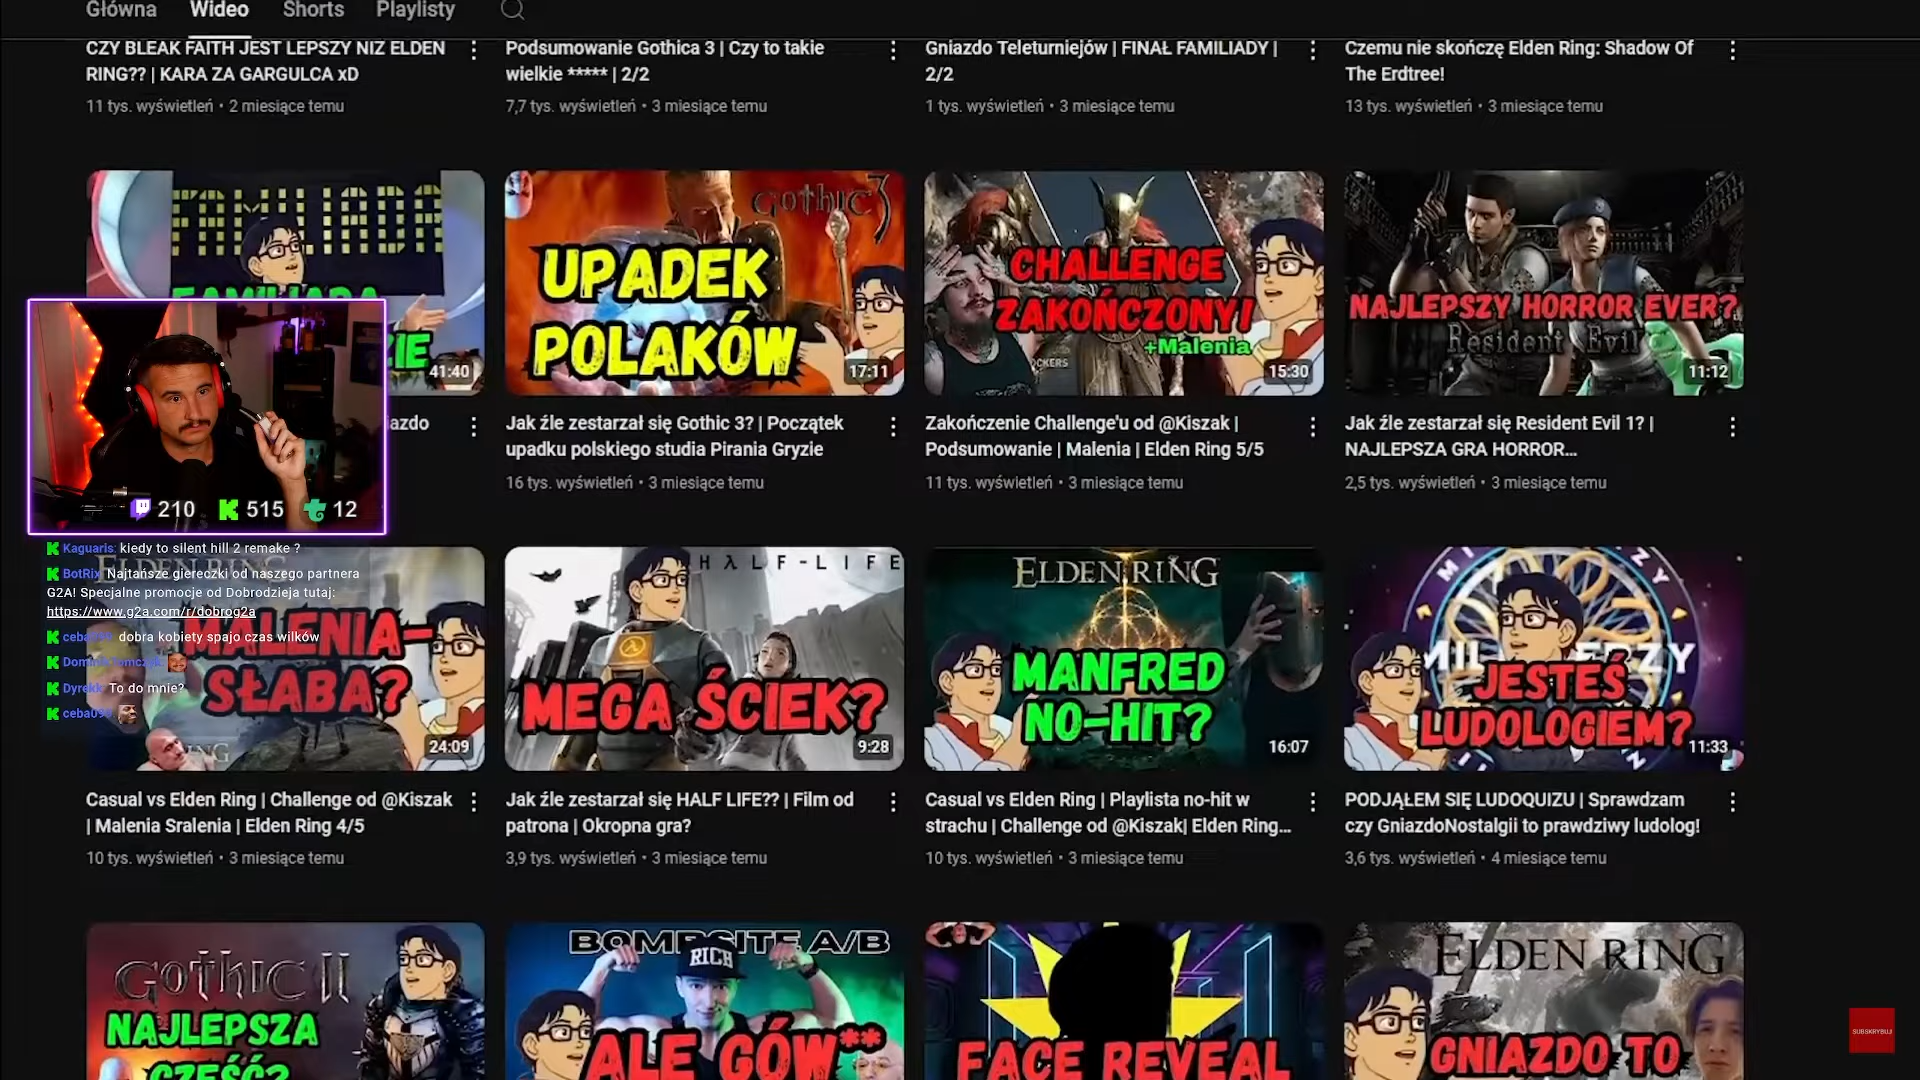 Główna Wideo Shorts Playlisty
CZY BLEAK FAITH JEST LEPSZY NIŻ ELDEN
RING?? | KARA ZA GARGULCA xD
11 tys. wyświetleń • 2 miesiące temu
Podsumowanie Gothica 3 | Czy to takie
wielkie ***** | 2/2
7,7 tys. wyświetleń • 3 miesiące temu
Gniazdo Teleturniejów | FINAŁ FAMILIADY |
2/2
1 tys. wyświetleń • 3 miesiące temu
Czemu nie skończę Elden Ring: Shadow Of
The Erdtree!
13 tys. wyświetleń • 3 miesiące temu
FAMILIADA
FAMILIADA
41:40
GOTHIC 3
UPADEK
POLAKÓW
17:11
CHALLENGE
ZAKOŃCZONY!
+Malenia
15:30
NAJLEPSZY HORROR EVER?
Resident Evil
11:12
210 515 12
Jak źle zestarzał się Gothic 3? | Początek
upadku polskiego studia Pirania Gryzie
16 tys. wyświetleń • 3 miesiące temu
Zakończenie Challenge'u od @Kiszak |
Podsumowanie | Malenia | Elden Ring 5/5
11 tys. wyświetleń • 3 miesiące temu
Jak źle zestarzał się Resident Evil 1? |
NAJLEPSZA GRA HORROR...
2,5 tys. wyświetleń • 3 miesiące temu
Kaguaris: kiedy to silent hill 2 remake ?
BotRix: Najtańsze giereczki od naszego partnera
G2A! Specjalne promocje od Dobrodzieja tutaj:
https://www.g2a.com/r/dobrog2a
dobra kobiety spajo czas wilków
To do mnie?
ELDEN RING
MALENIA-
SŁABA?
24:09
HALF-LIFE
MEGA ŚCIEK?
9:28
ELDEN RING
MANFRED
NO-HIT?
16:07
JESTEŚ
LUDOLOGIEM?
11:33
Casual vs Elden Ring | Challenge od @Kiszak
| Malenia Sralenia | Elden Ring 4/5
10 tys. wyświetleń • 3 miesiące temu
Jak źle zestarzał się HALF LIFE?? | Film od
patrona | Okropna gra?
3,9 tys. wyświetleń • 3 miesiące temu
Casual vs Elden Ring | Playlista no-hit w
strachu | Challenge od @Kiszak| Elden Ring...
10 tys. wyświetleń • 3 miesiące temu
PODJĄŁEM SIĘ LUDOQUIZU | Sprawdzam
czy GniazdoNostalgii to prawdziwy ludolog!
3,6 tys. wyświetleń • 4 miesiące temu
GOTHIC II
NAJLEPSZA
CZĘŚĆ?
BOMBSITE A/B
RICH
ALE GÓW**
FACE REVEAL
ELDEN RING
GNIAZDO TO
SUBSKRYBUJ